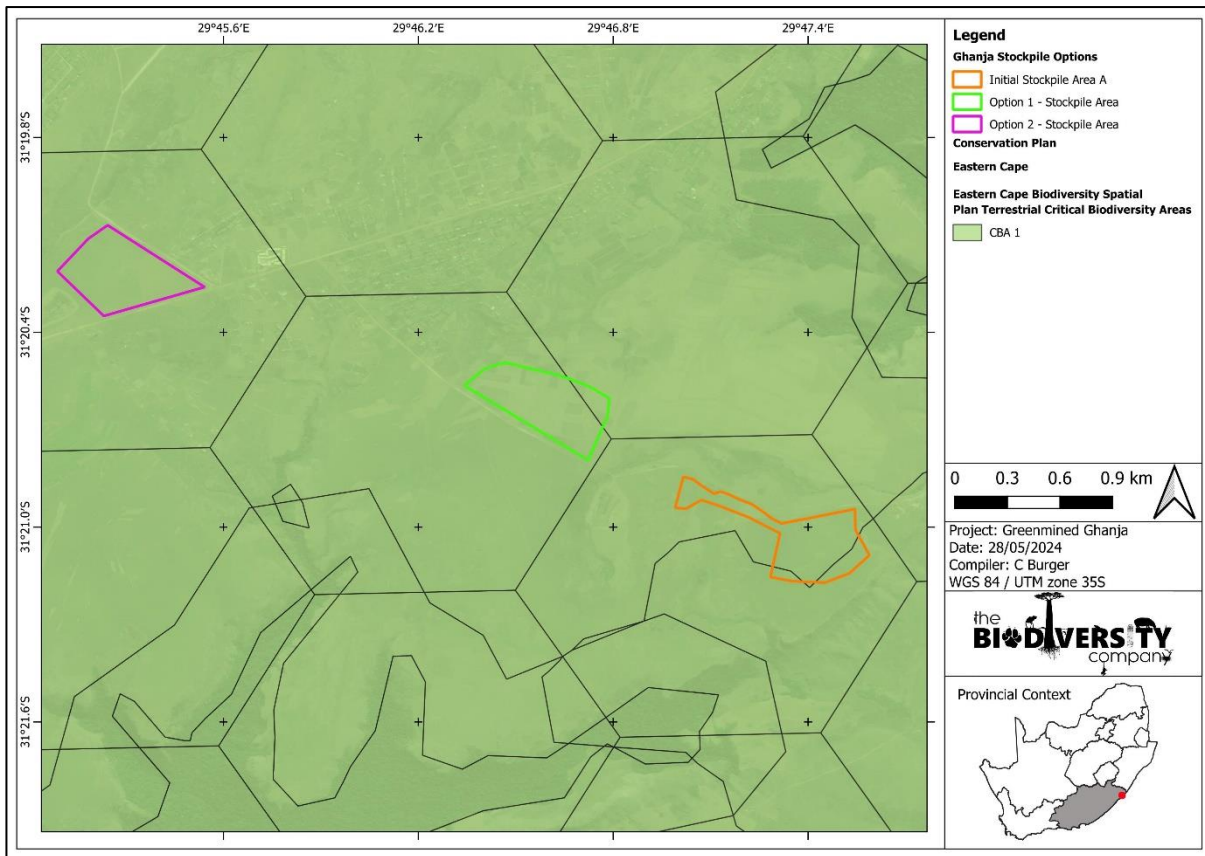 29°45.6'E
29°46.2'E
29°46.8'E
29°47.4'E
31°19.8'S
31°20.4'S
31°21.0'S
31°21.6'S
Legend
Ghanja Stockpile Options
Initial Stockpile Area A
Option 1 - Stockpile Area
Option 2 - Stockpile Area
Conservation Plan
Eastern Cape
Eastern Cape Biodiversity Spatial
Plan Terrestrial Critical Biodiversity Areas
CBA 1
0 0.3 0.6 0.9 km
Project: Greenmined Ghanja
Date: 28/05/2024
Compiler: C Burger
WGS 84 / UTM zone 35S
the
BIODIVERSITY
company
Provincial Context